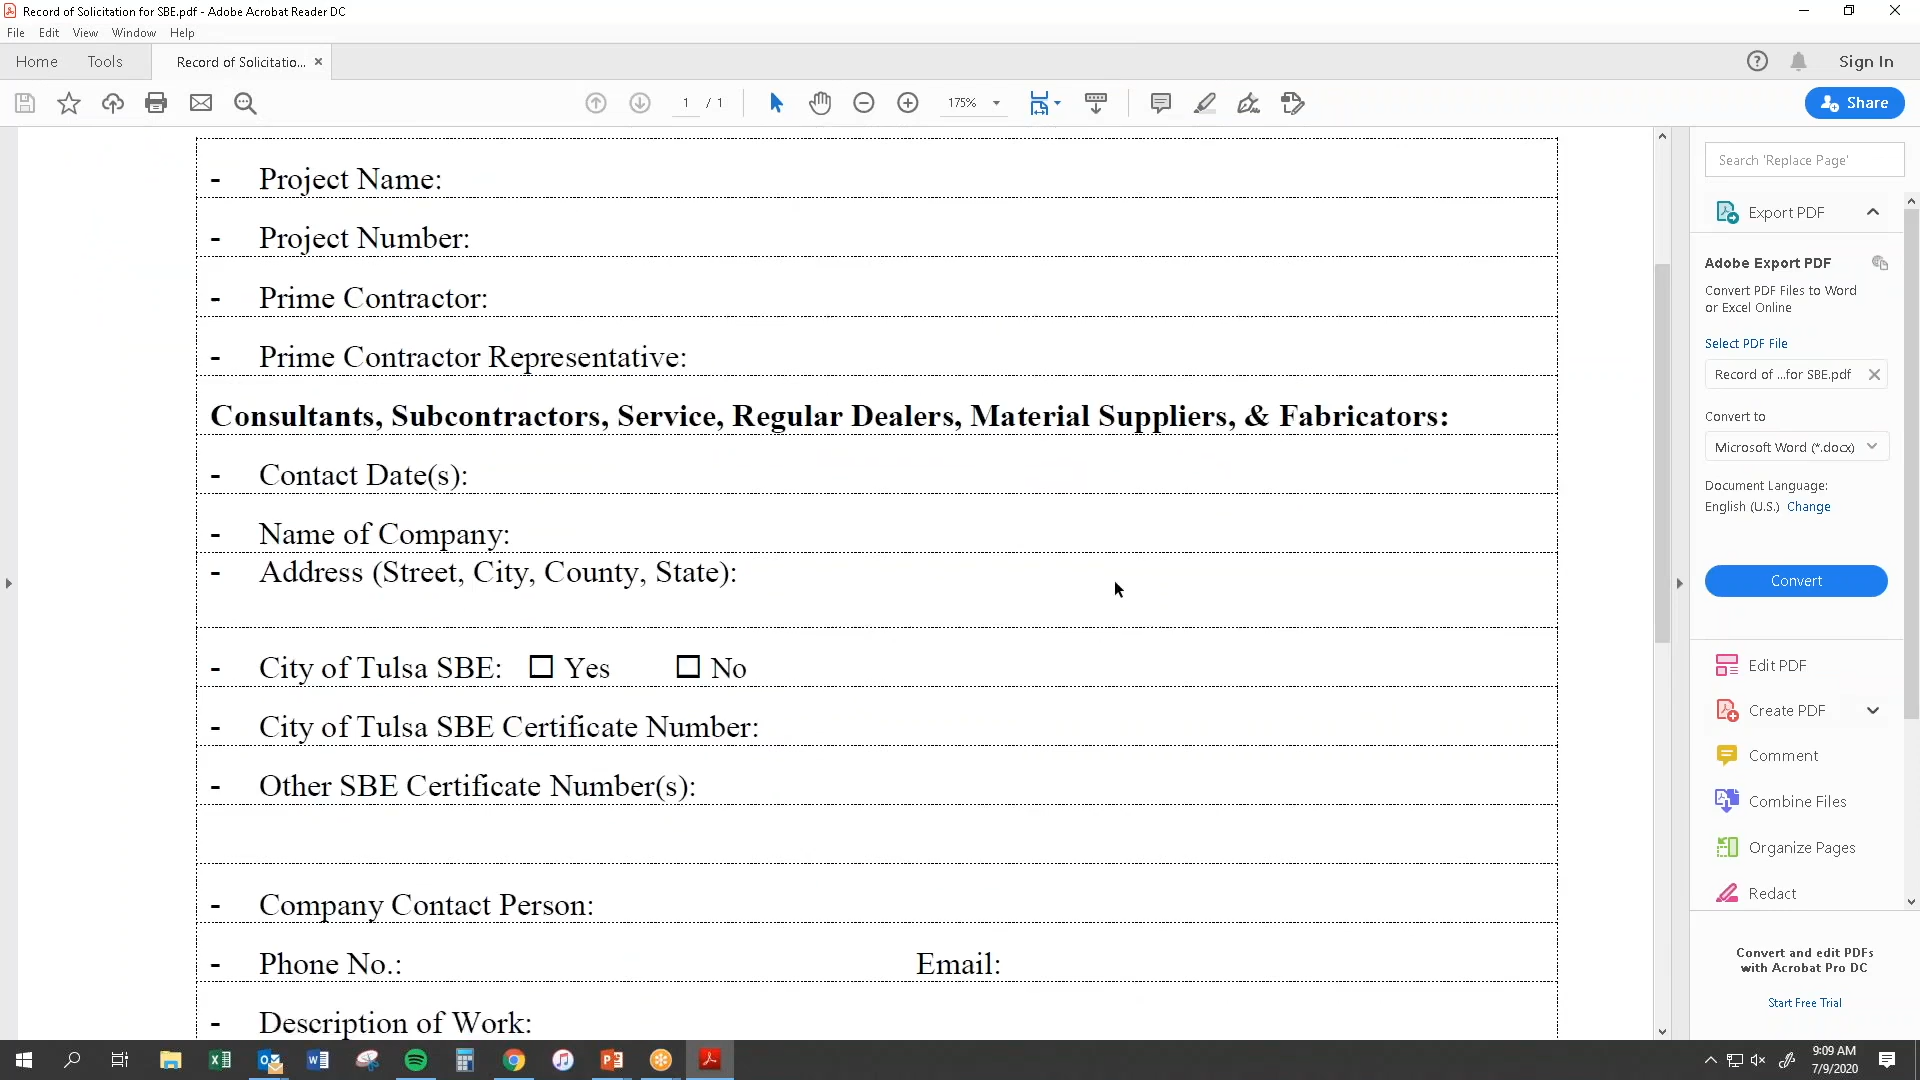 Record of Solicitation for SBE.pdf - Adobe Acrobat Reader DC
File Edit View Window Help
Home Tools Record of Solicitatio... × Sign In
1 / 1 175% Share
- Project Name:
- Project Number:
- Prime Contractor:
- Prime Contractor Representative:
Consultants, Subcontractors, Service, Regular Dealers, Material Suppliers, & Fabricators:
- Contact Date(s):
- Name of Company:
- Address (Street, City, County, State):
- City of Tulsa SBE: ☐ Yes ☐ No
- City of Tulsa SBE Certificate Number:
- Other SBE Certificate Number(s):
- Company Contact Person:
- Phone No.: Email:
- Description of Work:
Search 'Replace Page'
Export PDF
Adobe Export PDF
Convert PDF Files to Word
or Excel Online
Select PDF File
Record of ...for SBE.pdf
Convert to
Microsoft Word (*.docx)
Document Language:
English (U.S.) Change
Convert
Edit PDF
Create PDF
Comment
Combine Files
Organize Pages
Redact
Convert and edit PDFs
with Acrobat Pro DC
Start Free Trial
9:09 AM
7/9/2020